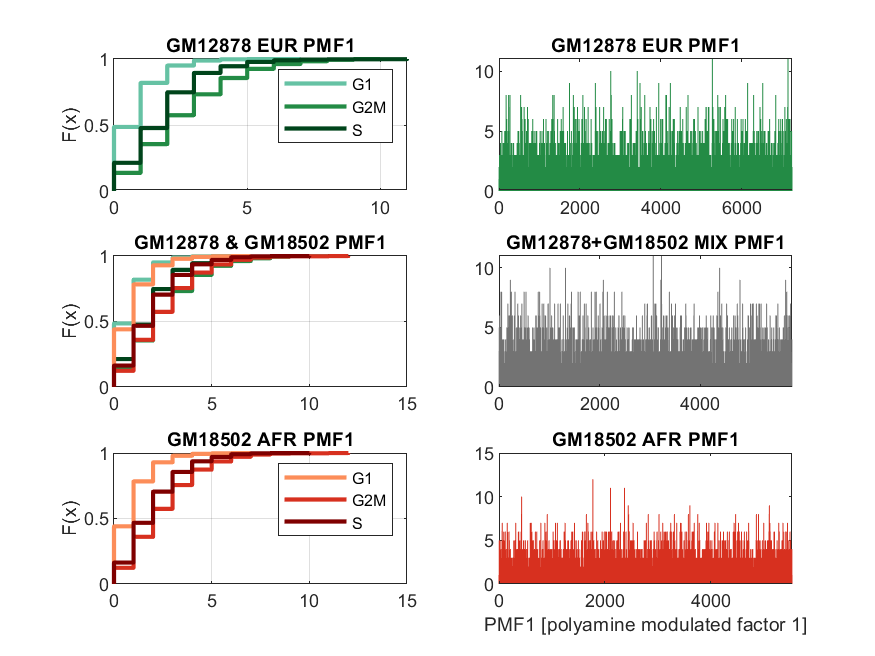 GM12878 EUR PMF1
F(x)
1
0.5
0
0 5 10
G1
G2M
S
GM12878 EUR PMF1
10
5
0
0 2000 4000 6000
GM12878 & GM18502 PMF1
F(x)
1
0.5
0
0 5 10 15
GM12878+GM18502 MIX PMF1
10
5
0
0 2000 4000
GM18502 AFR PMF1
F(x)
1
0.5
0
0 5 10 15
G1
G2M
S
GM18502 AFR PMF1
15
10
5
0
0 2000 4000
PMF1 [polyamine modulated factor 1]